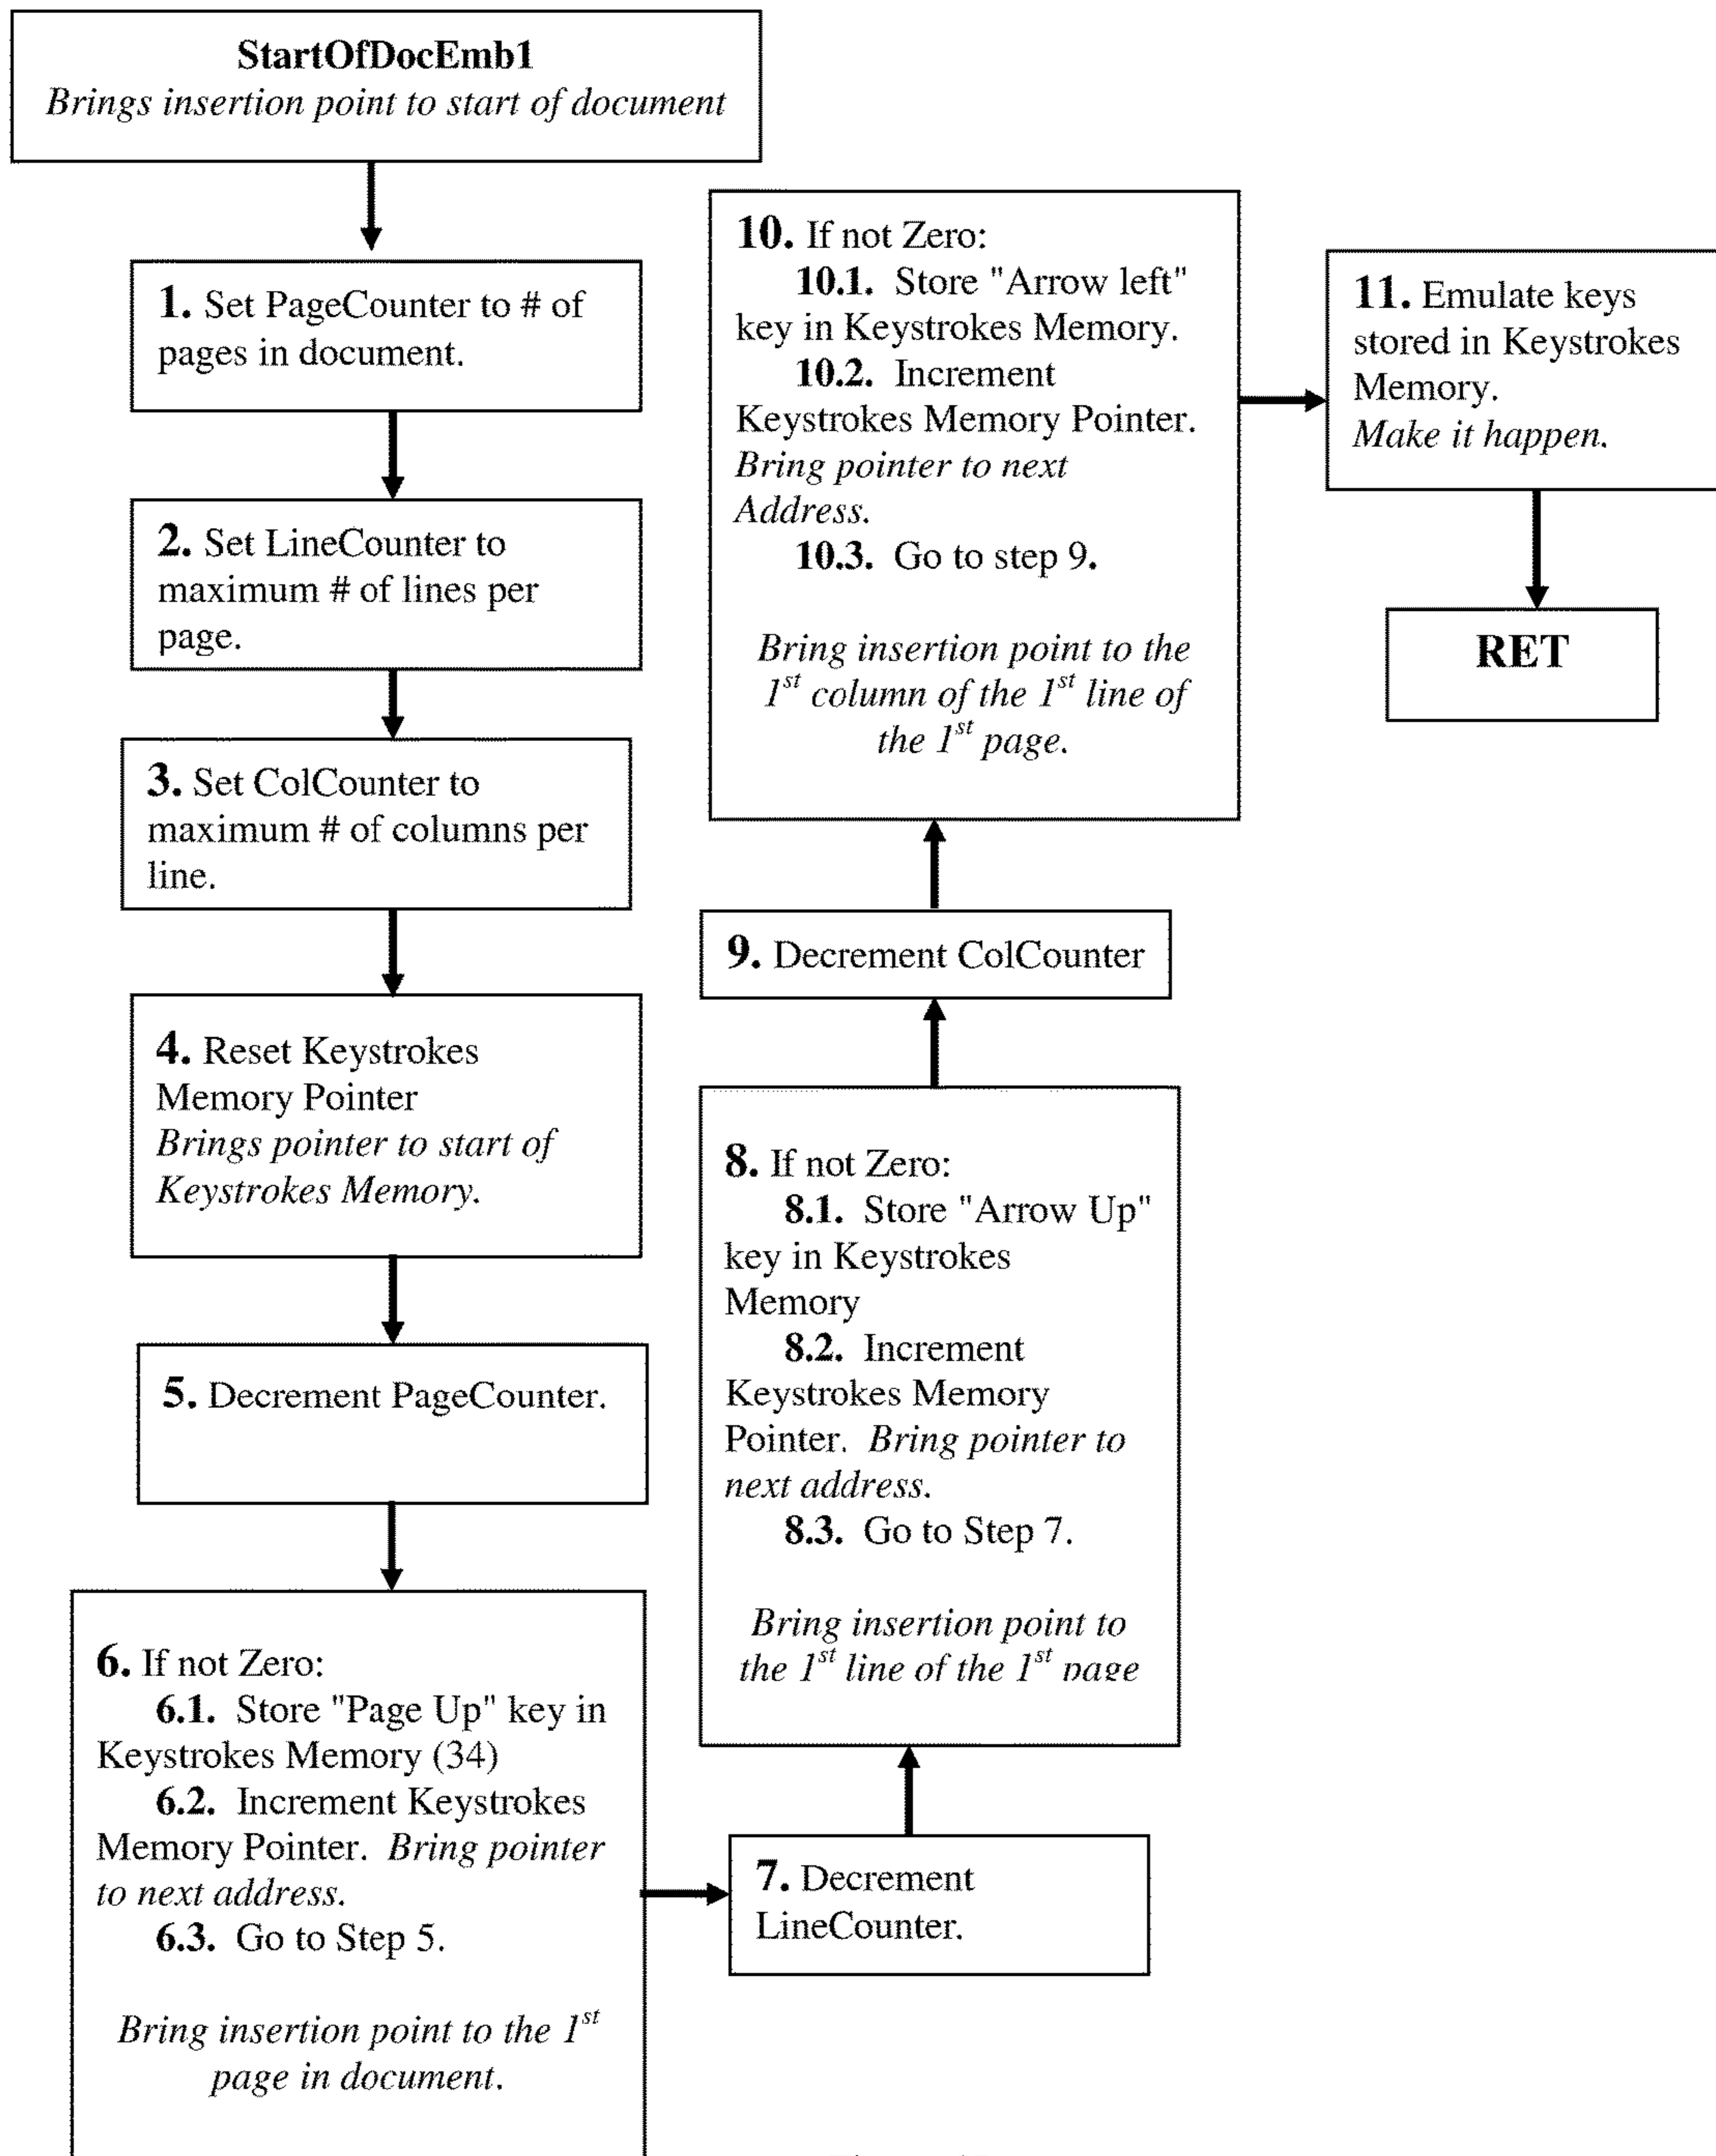 StartOfDocEmb1
Brings insertion point to start of document
1. Set PageCounter to # of
pages in document.
2. Set LineCounter to
maximum # of lines per
page.
3. Set ColCounter to
maximum # of columns per
line.
4. Reset Keystrokes
Memory Pointer
Brings pointer to start of
Keystrokes Memory.
5. Decrement PageCounter.
6. If not Zero:
6.1. Store "Page Up" key in
Keystrokes Memory (34)
6.2. Increment Keystrokes
Memory Pointer. Bring pointer
to next address.
6.3. Go to Step 5.
Bring insertion point to the 1st
page in document.
7. Decrement
LineCounter.
8. If not Zero:
8.1. Store "Arrow Up"
key in Keystrokes
Memory
8.2. Increment
Keystrokes Memory
Pointer. Bring pointer to
next address.
8.3. Go to Step 7.
Bring insertion point to
the 1st line of the 1st page
9. Decrement ColCounter
10. If not Zero:
10.1. Store "Arrow left"
key in Keystrokes Memory.
10.2. Increment
Keystrokes Memory Pointer.
Bring pointer to next
Address.
10.3. Go to step 9.
Bring insertion point to the
1st column of the 1st line of
the 1st page.
11. Emulate keys
stored in Keystrokes
Memory.
Make it happen.
RET